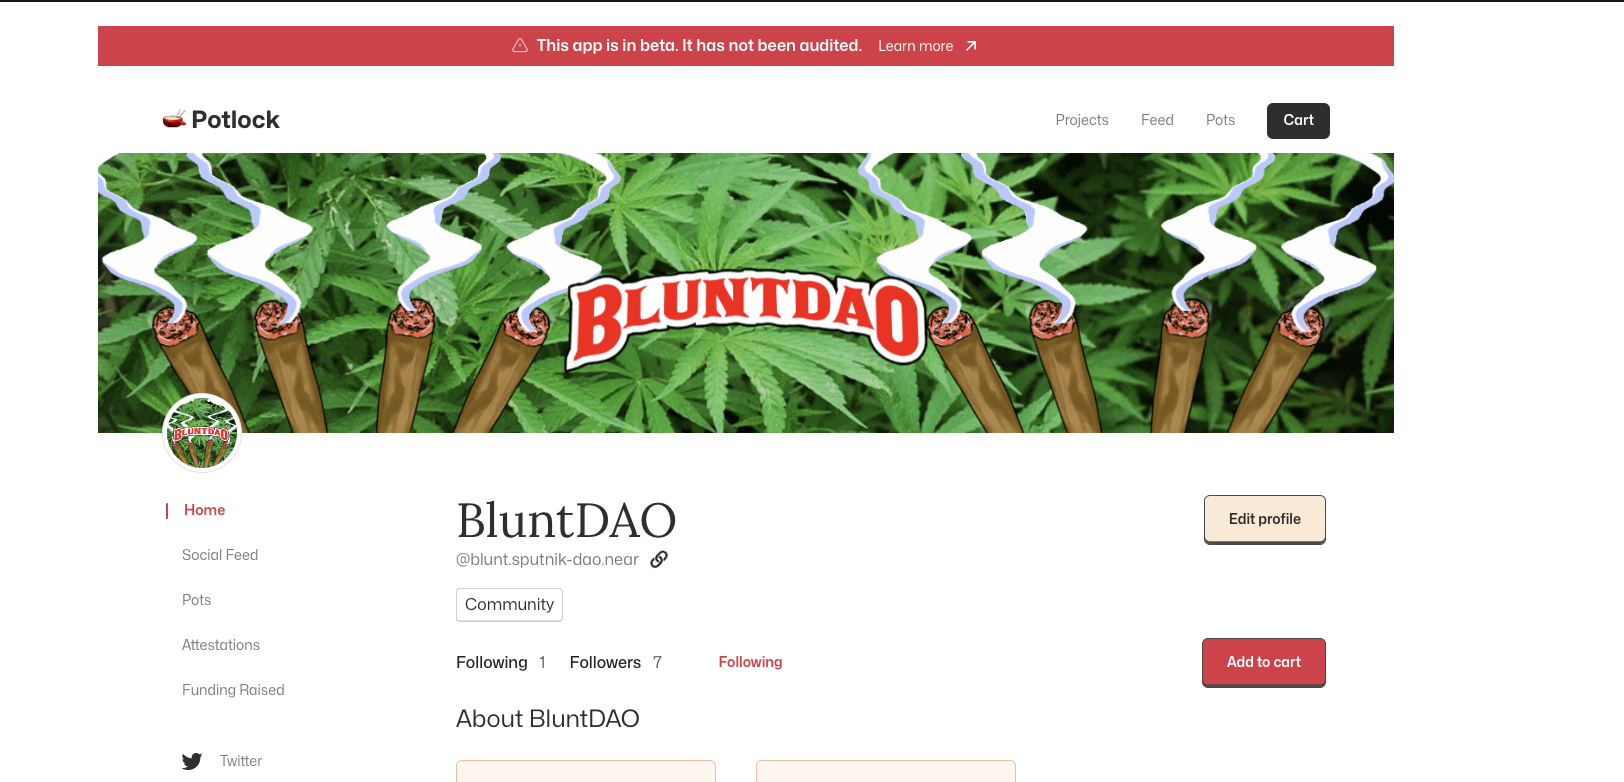 This app is in beta. It has not been audited. Learn more
Potlock
Projects Feed Pots Cart
BLUNTDAO
BLUNTDAO
Home
Social Feed
Pots
Attestations
Funding Raised
Twitter
BluntDAO
@blunt.sputnik-dao.near
Edit profile
Community
Following 1 Followers 7 Following
Add to cart
About BluntDAO